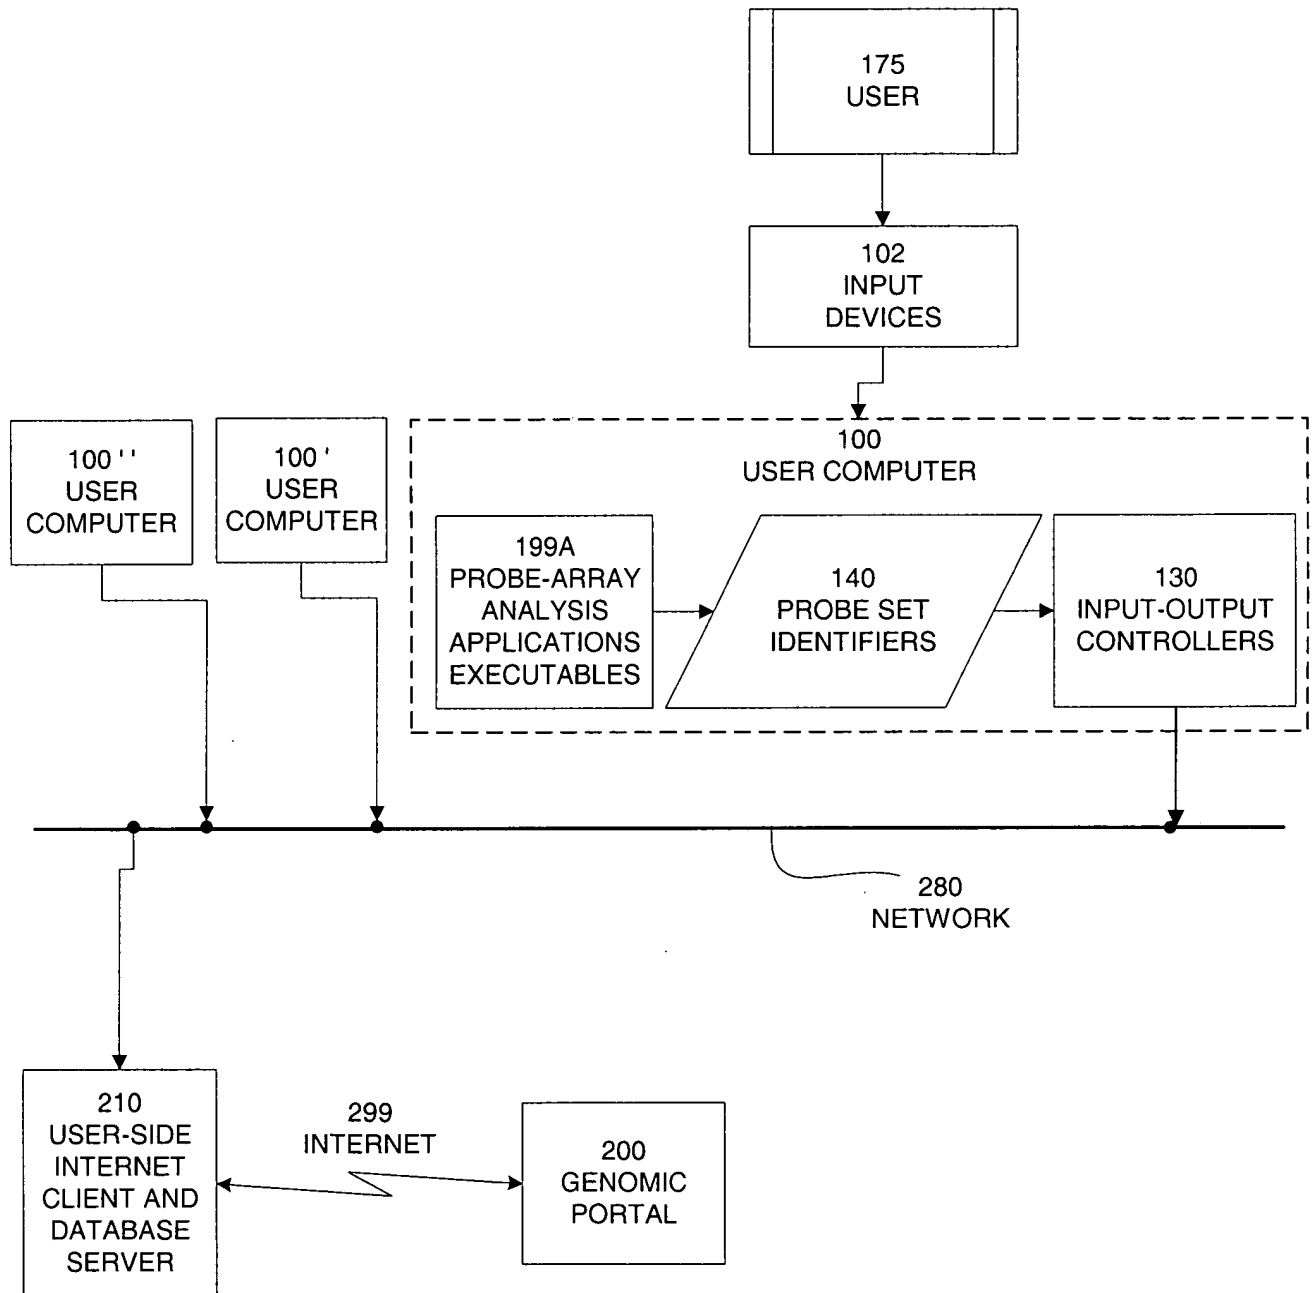 175
USER
102
INPUT
DEVICES
100 ''
USER
COMPUTER
100 '
USER
COMPUTER
100
USER COMPUTER
199A
PROBE-ARRAY
ANALYSIS
APPLICATIONS
EXECUTABLES
140
PROBE SET
IDENTIFIERS
130
INPUT-OUTPUT
CONTROLLERS
280
NETWORK
210
USER-SIDE
INTERNET
CLIENT AND
DATABASE
SERVER
299
INTERNET
200
GENOMIC
PORTAL